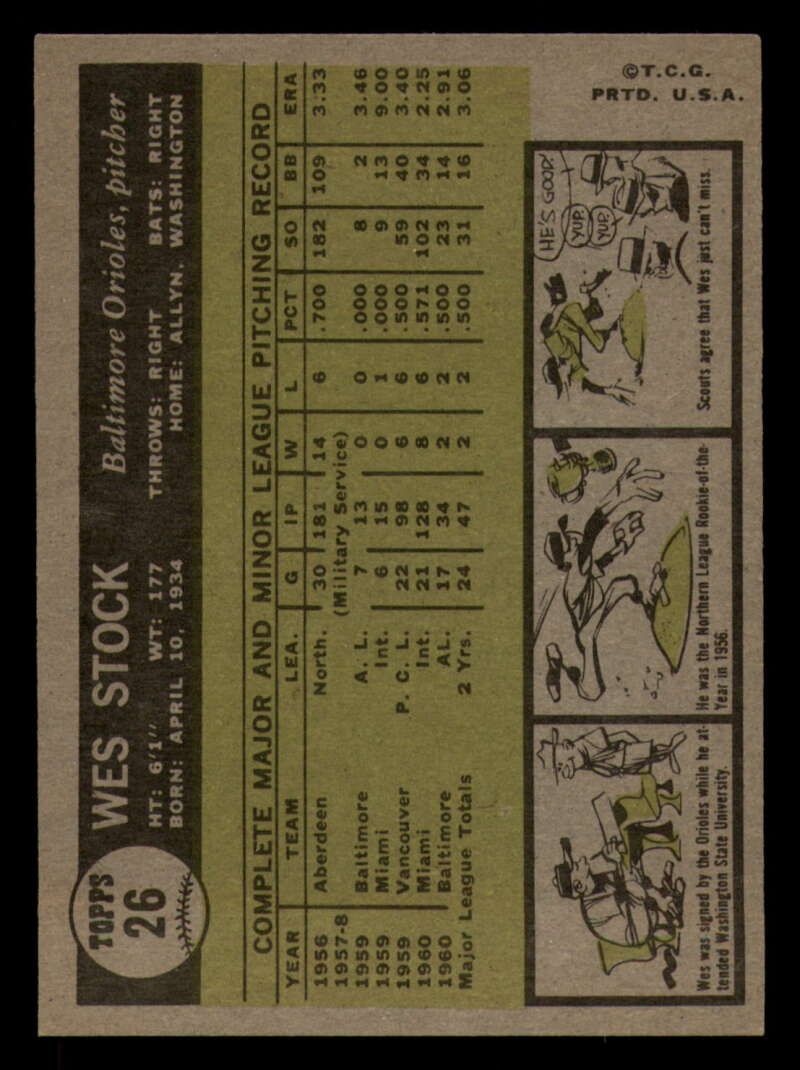 TOPPS
26
WES STOCK
Baltimore Orioles, pitcher
HT: 6'1" WT: 177 THROWS: RIGHT BATS: RIGHT
BORN: APRIL 10, 1934 HOME: ALLYN, WASHINGTON
COMPLETE MAJOR AND MINOR LEAGUE PITCHING RECORD
YEAR TEAM LEA. G IP W L PCT SO BB ERA
1956 Aberdeen North. 30 181 14 6 .700 182 109 3.33
1957-8 (Military Service)
1959 Baltimore A. L. 7 13 0 0 .000 8 2 3.46
1959 Miami Int. 6 15 0 1 .000 9 13 9.00
1959 Vancouver P. C. L. 22 98 6 6 .500 59 40 3.40
1960 Miami Int. 21 128 8 6 .571 102 34 2.25
1960 Baltimore AL. 17 34 2 2 .500 23 14 2.91
Major League Totals 2 Yrs. 24 47 2 2 .500 31 16 3.06
Wes was signed by the Orioles while he at-
tended Washington State University.
He was the Northern League Rookie-of-the-
Year in 1956.
HE'S GOOD!
YUP.
YUP.
Scouts agree that Wes just can't miss.
©T.C.G.
PRTD. U.S.A.